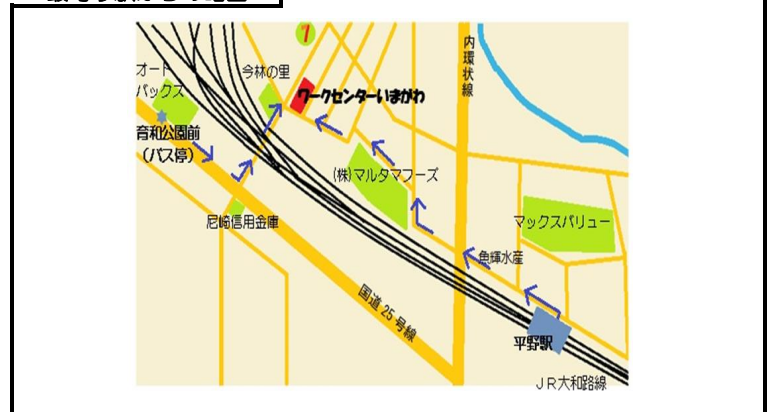 7
内環状線
オートバックス
今林の里
ワークセンターいまがわ
育和公園前
(バス停)
(株)マルタマフーズ
尼崎信用金庫
マックスバリュー
魚輝水産
国道25号線
平野駅
JR大和路線